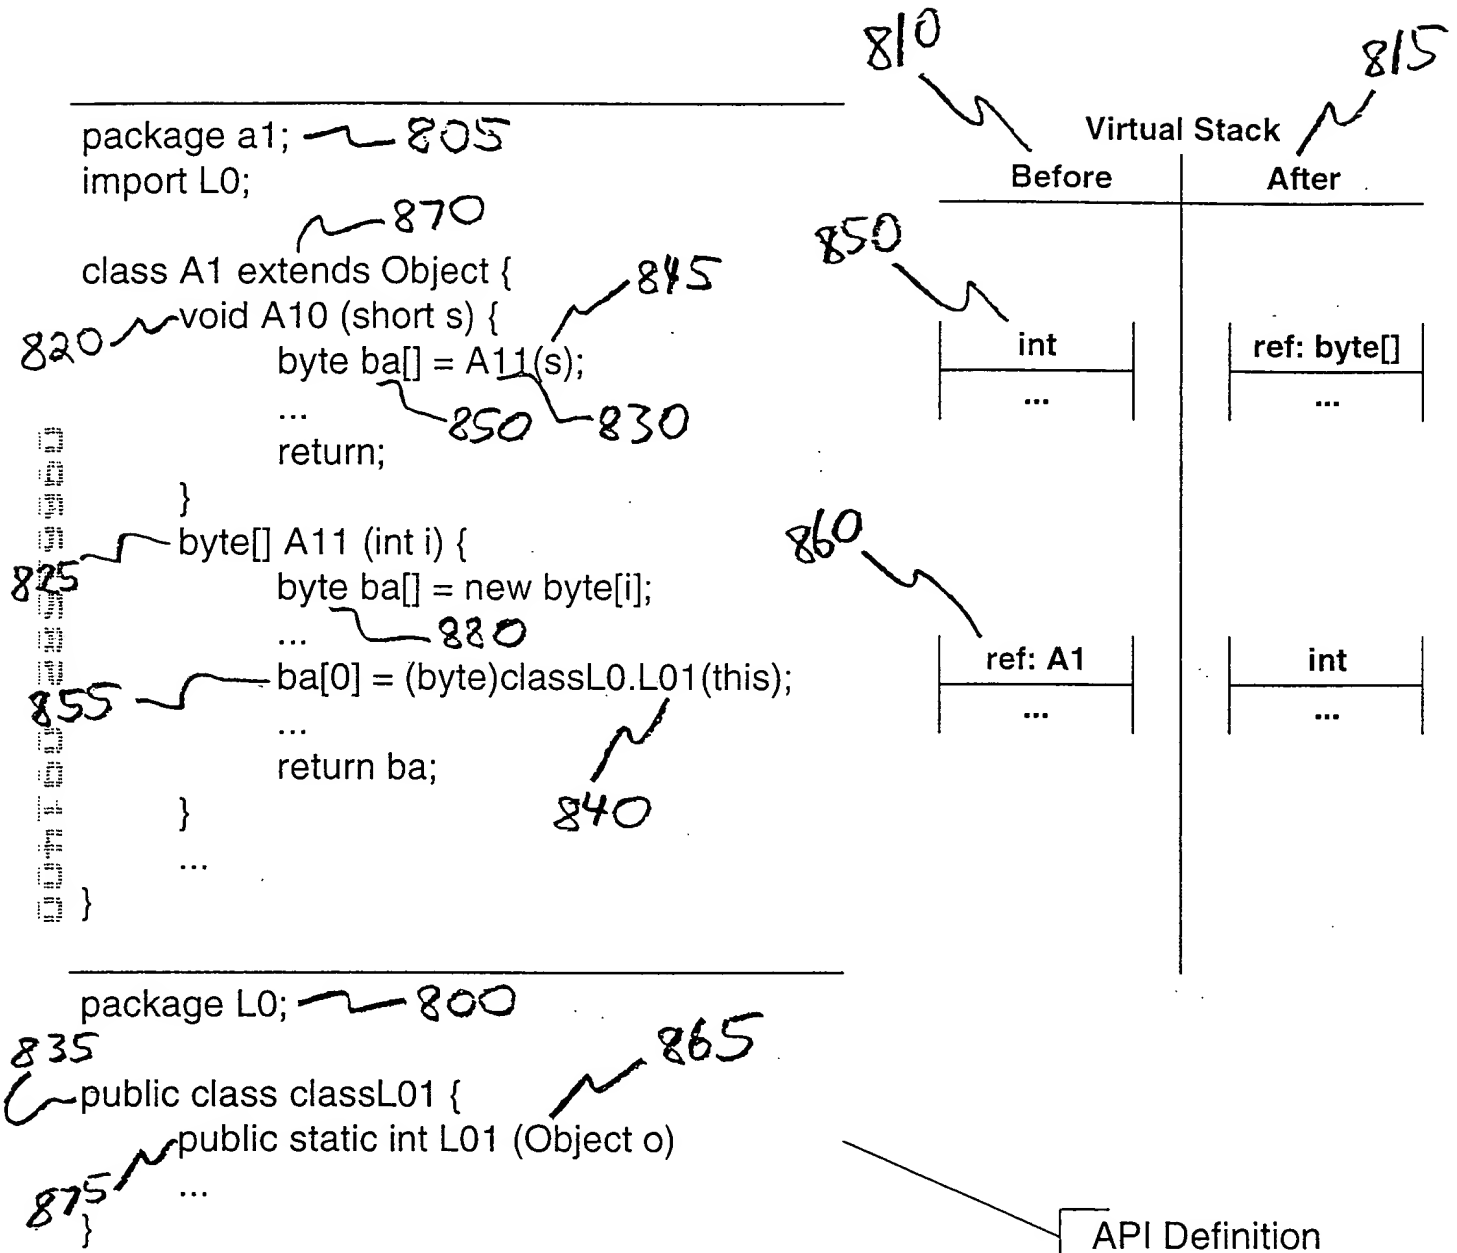 810
815
package a1; 805
import L0;
Virtual Stack
Before After
870
850
class A1 extends Object {
845
820 void A10 (short s) {
byte ba[] = A11(s);
int
ref: byte[]
...
...
...
850 830
return;
}
860
825 byte[] A11 (int i) {
byte ba[] = new byte[i];
... 880
855 ba[0] = (byte)classL0.L01(this);
ref: A1
int
...
...
...
return ba;
840
}
...
}
package L0; 800
835
865
public class classL01 {
public static int L01 (Object o)
875 ...
}
API Definition